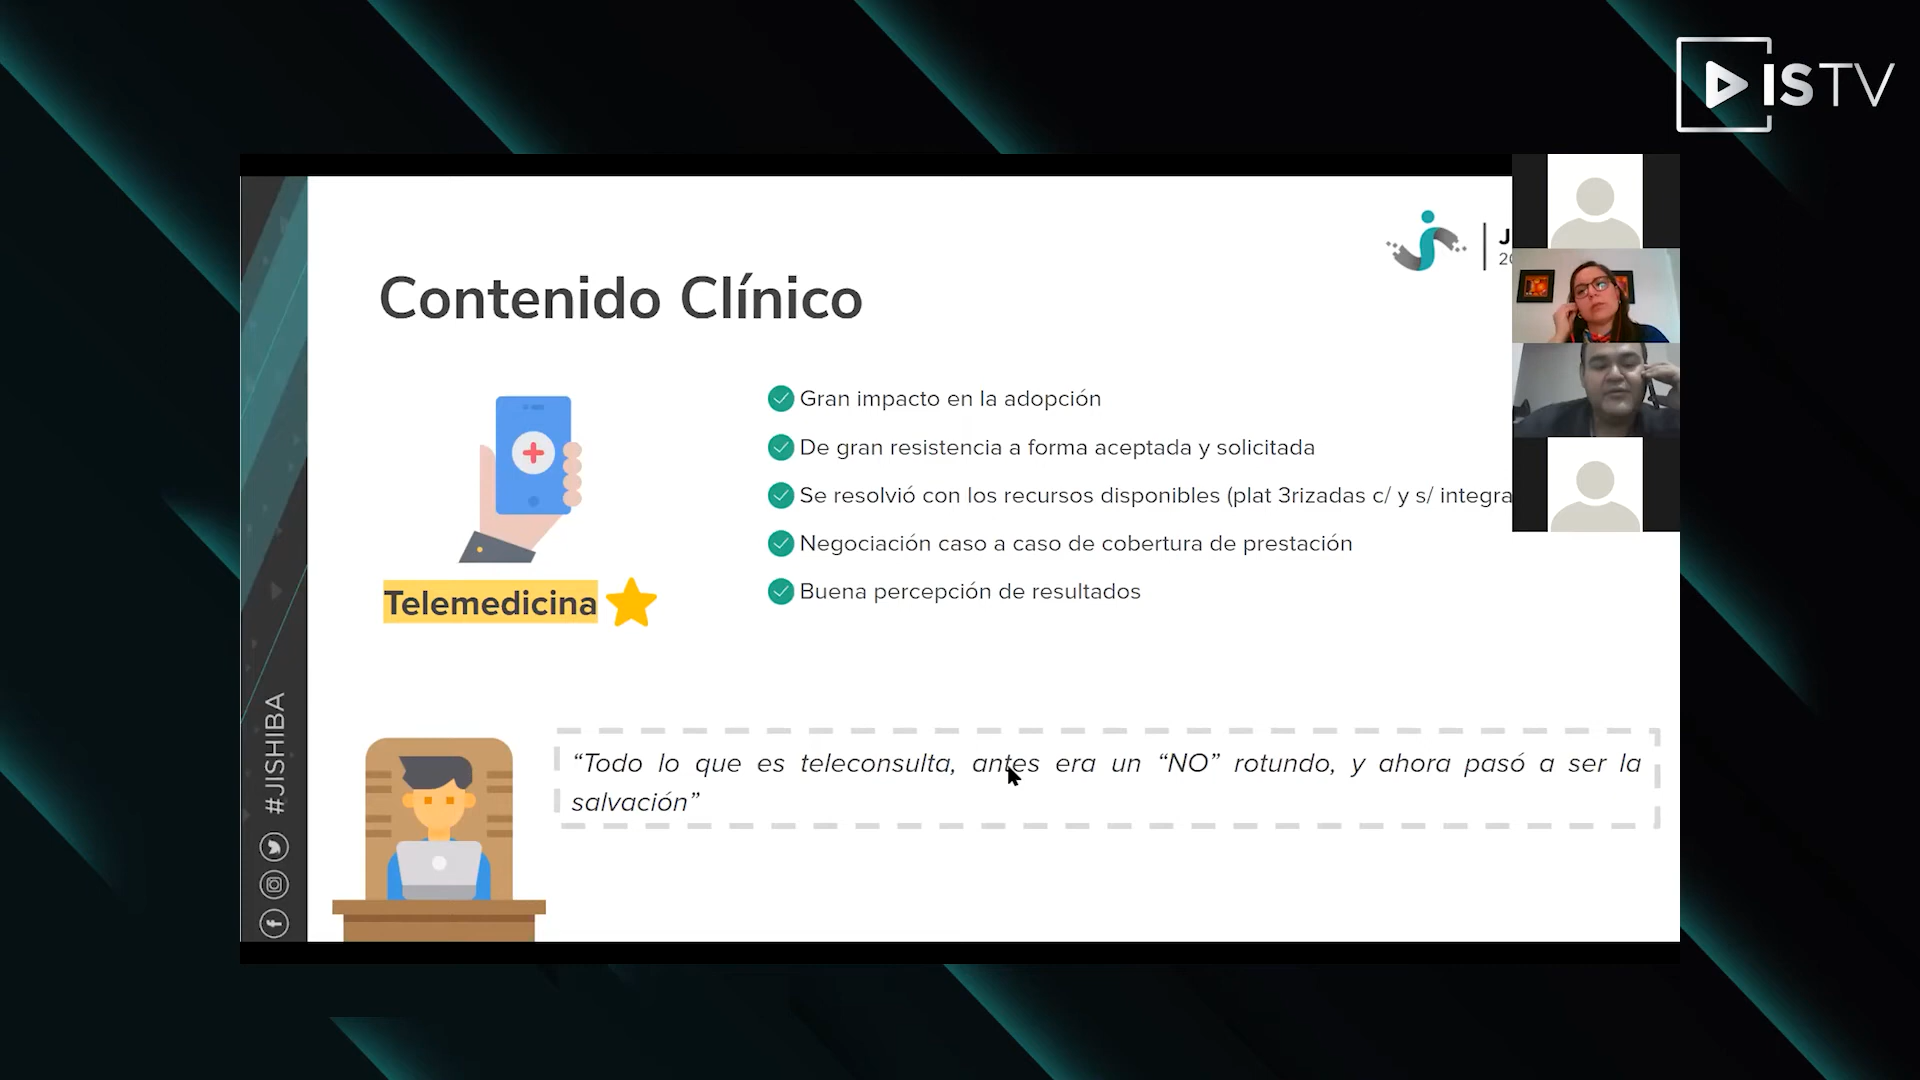 ISTV
Contenido Clínico
Gran impacto en la adopción
De gran resistencia a forma aceptada y solicitada
Se resolvió con los recursos disponibles (plat 3rizadas c/ y s/ integra
Negociación caso a caso de cobertura de prestación
Buena percepción de resultados
Telemedicina
“Todo lo que es teleconsulta, antes era un “NO” rotundo, y ahora pasó a ser la
salvación”
#JISHIBA